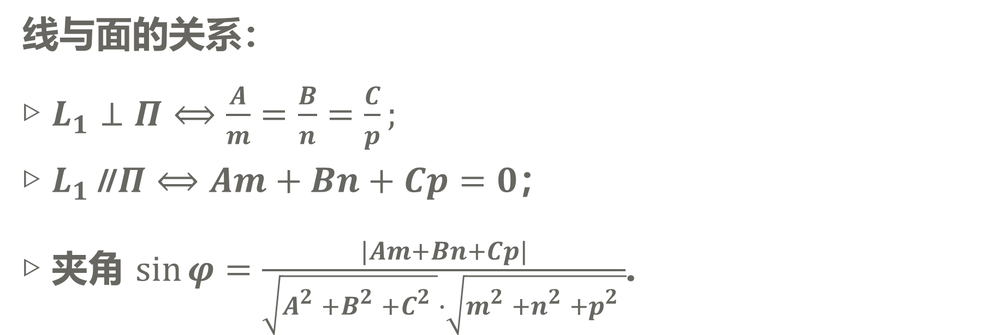 线与面的关系：
▷ L₁ ⊥ Π ⟺ A/m = B/n = C/p ;
▷ L₁ // Π ⟺ Am + Bn + Cp = 0;
▷ 夹角 sin φ = |Am+Bn+Cp| / (√(A² +B² +C²) · √(m² +n² +p²)).